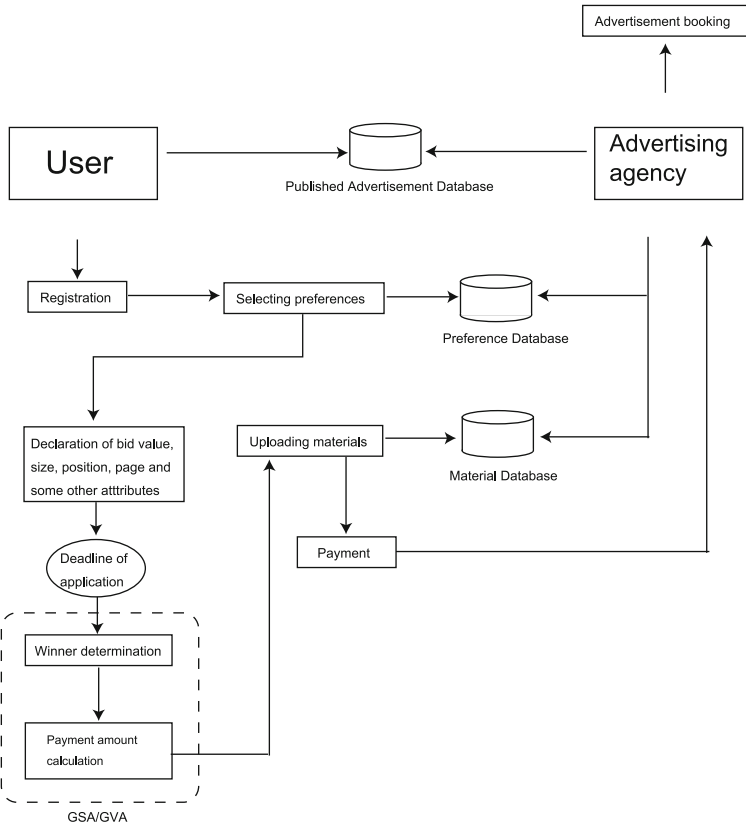 Advertisement booking
User
Published Advertisement Database
Advertising
agency
Registration
Selecting preferences
Preference Database
Declaration of bid value,
size, position, page and
some other atttributes
Uploading materials
Material Database
Deadline of
application
Payment
Winner determination
Payment amount
calculation
GSA/GVA